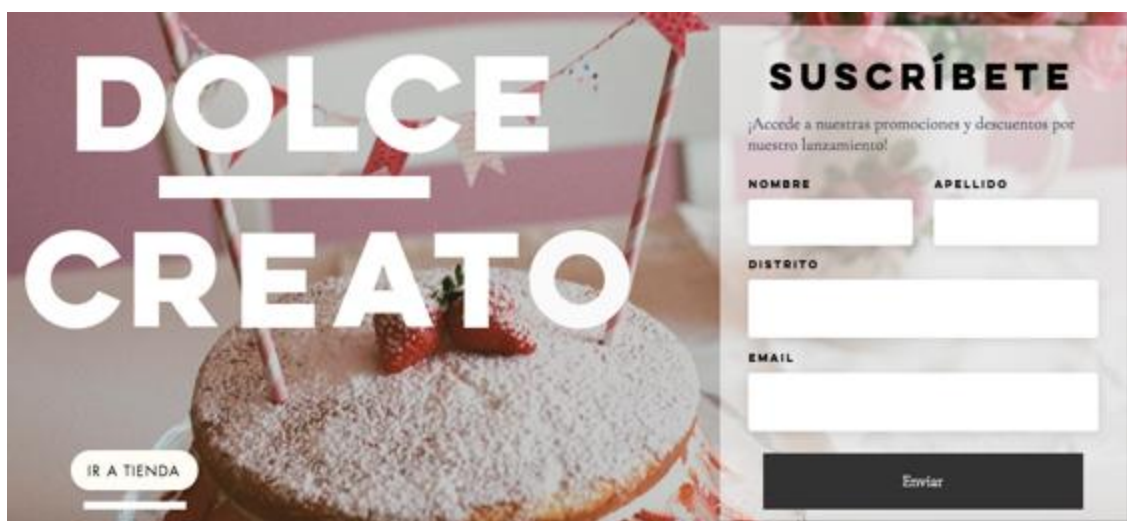 DOLCE
CREATO
IR A TIENDA
SUSCRÍBETE
¡Accede a nuestras promociones y descuentos por
nuestro lanzamiento!
NOMBRE APELLIDO
DISTRITO
EMAIL
Enviar